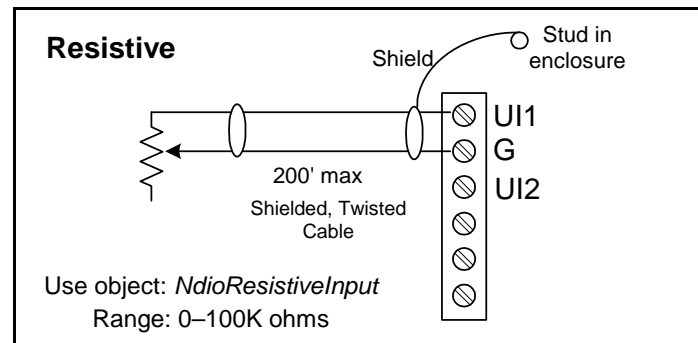 Resistive
Shield
Stud in
enclosure
UI1
G
UI2
200' max
Shielded, Twisted
Cable
Use object: NdioResistiveInput
Range: 0–100K ohms